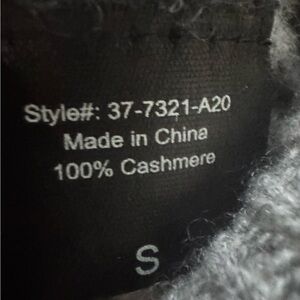 Style#: 37-7321-A20
Made in China
100% Cashmere
S